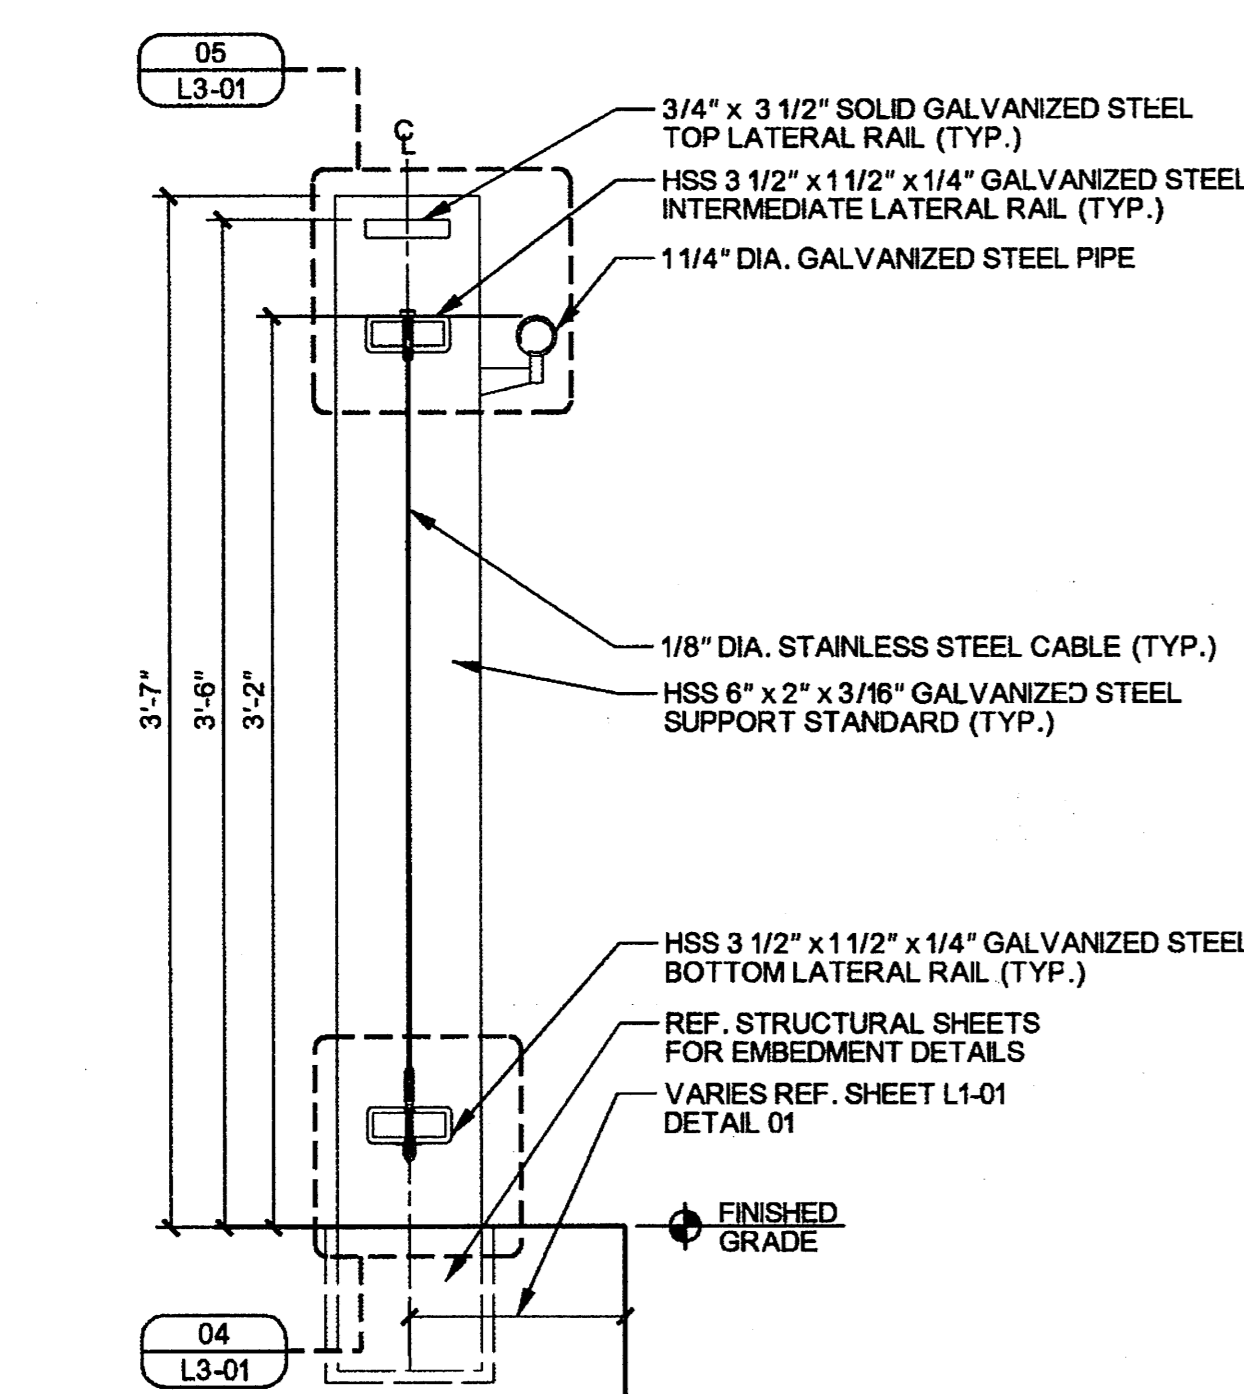 05
L3-01
CL
3/4" x 3 1/2" SOLID GALVANIZED STEEL
TOP LATERAL RAIL (TYP.)
HSS 3 1/2" x 1 1/2" x 1/4" GALVANIZED STEEL
INTERMEDIATE LATERAL RAIL (TYP.)
1 1/4" DIA. GALVANIZED STEEL PIPE
1/8" DIA. STAINLESS STEEL CABLE (TYP.)
3'-7"
3'-6"
3'-2"
HSS 6" x 2" x 3/16" GALVANIZED STEEL
SUPPORT STANDARD (TYP.)
HSS 3 1/2" x 1 1/2" x 1/4" GALVANIZED STEEL
BOTTOM LATERAL RAIL (TYP.)
REF. STRUCTURAL SHEETS
FOR EMBEDMENT DETAILS
VARIES REF. SHEET L1-01
DETAIL 01
FINISHED
GRADE
04
L3-01